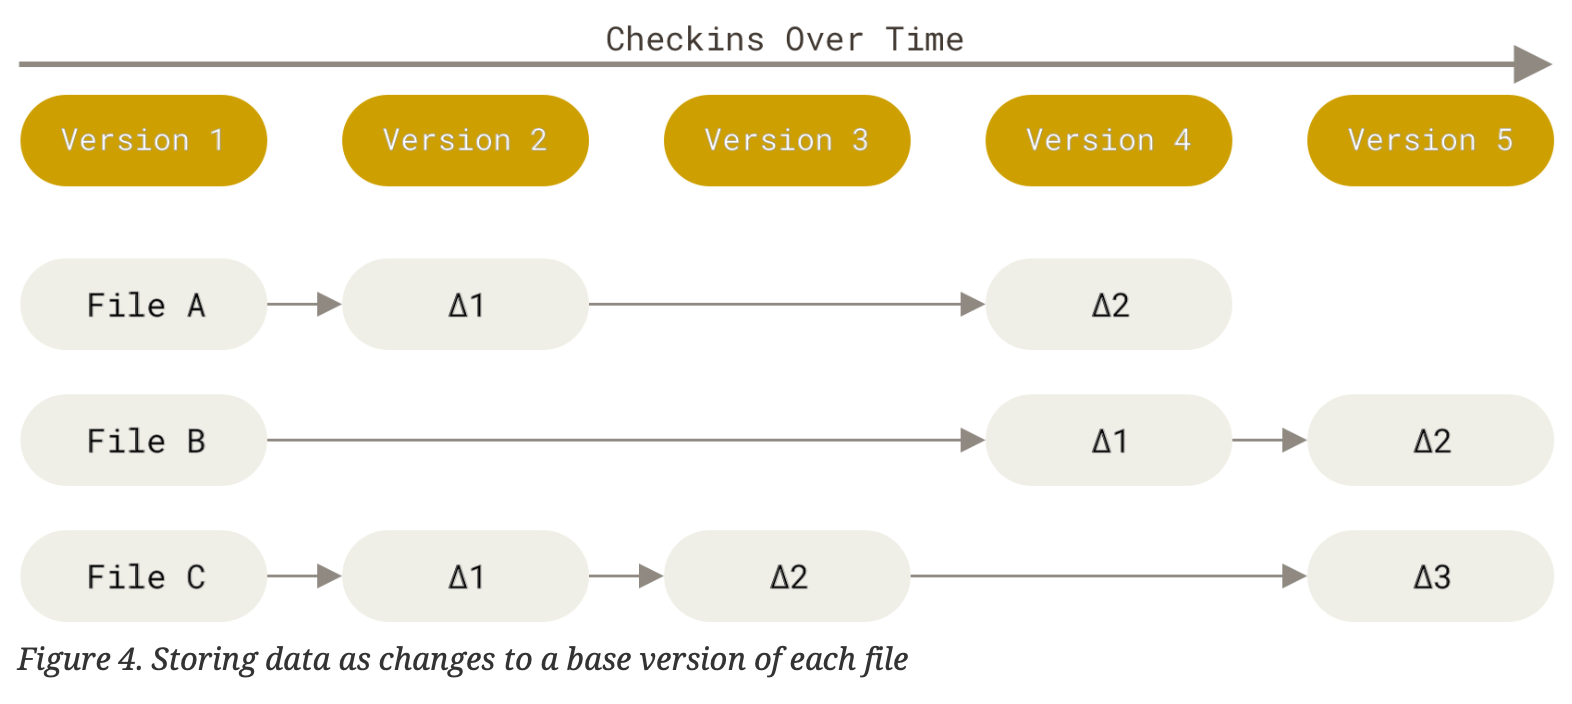 Checkins Over Time
Version 1 Version 2 Version 3 Version 4 Version 5
File A Δ1 Δ2
File B Δ1 Δ2
File C Δ1 Δ2 Δ3
Figure 4. Storing data as changes to a base version of each file